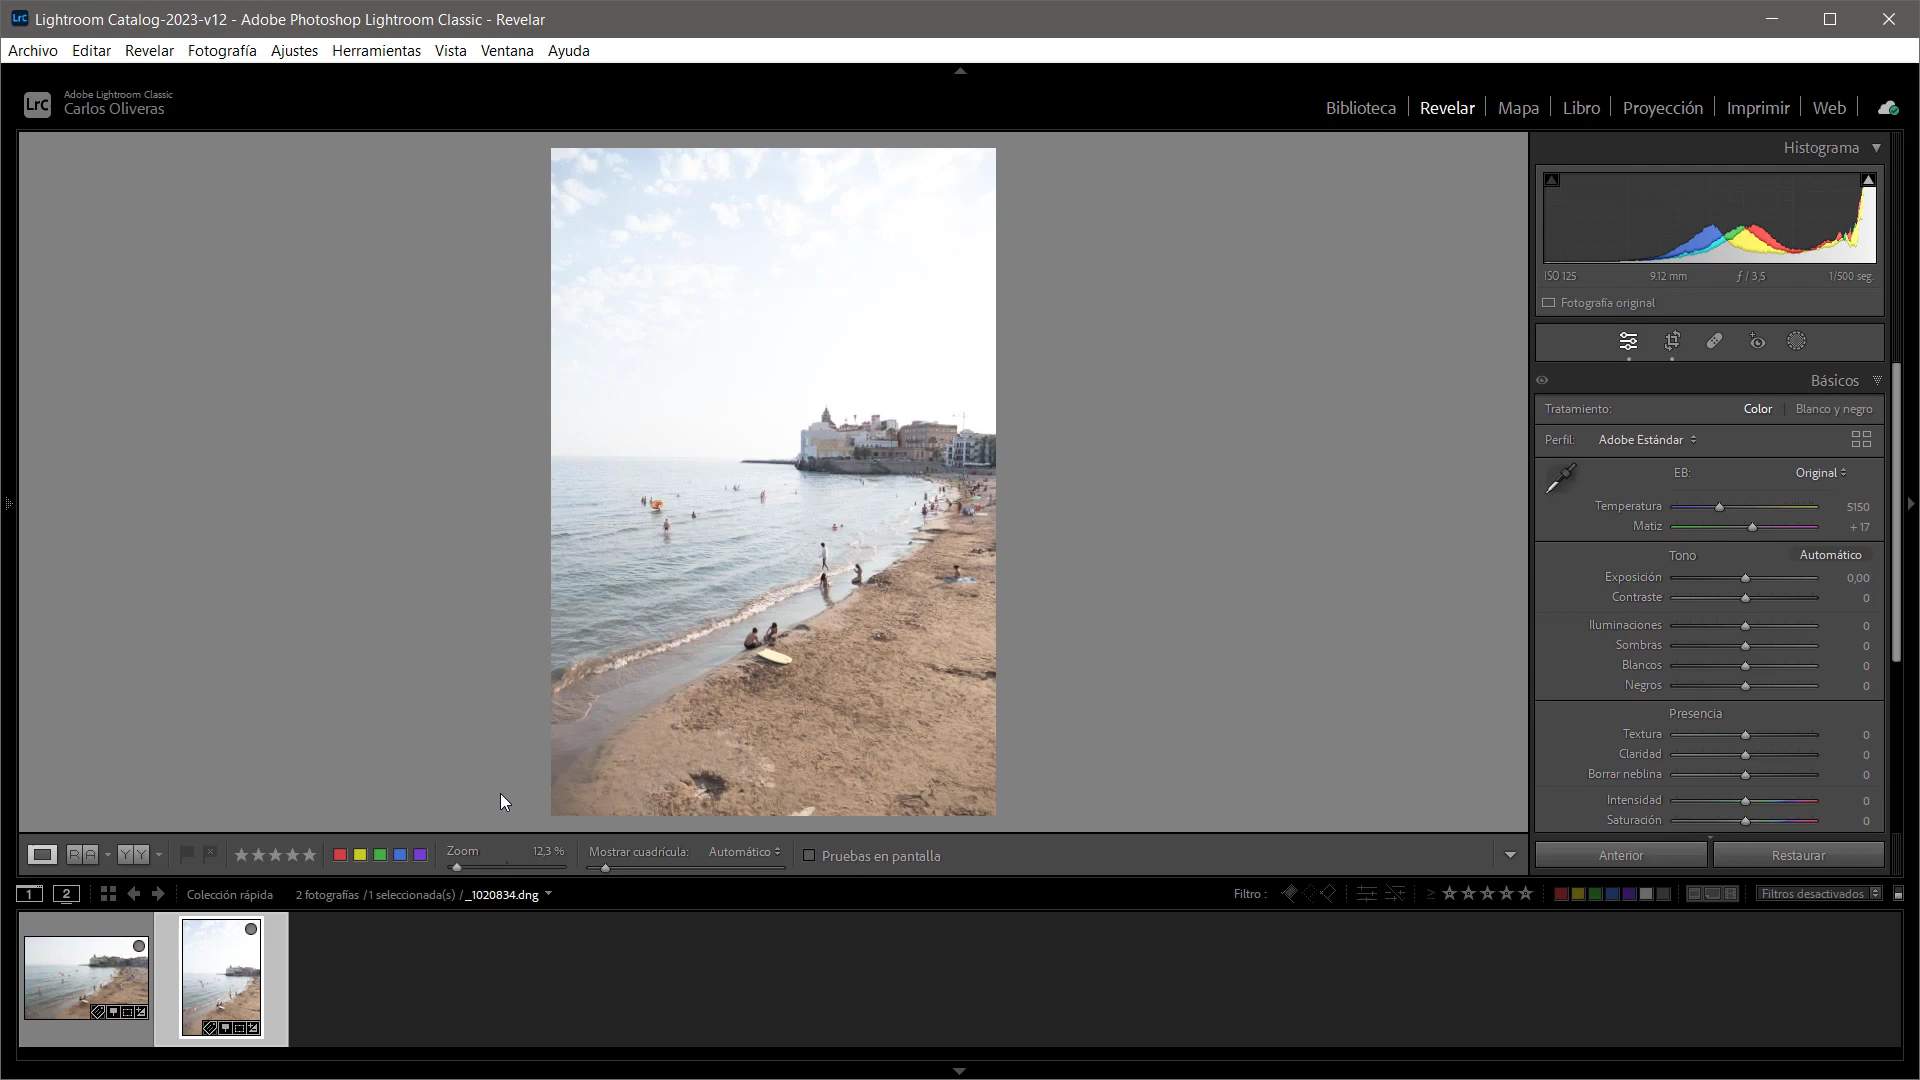 Lrc Lightroom Catalog-2023-v12 - Adobe Photoshop Lightroom Classic - Revelar
Archivo Editar Revelar Fotografía Ajustes Herramientas Vista Ventana Ayuda
LrC
Adobe Lightroom Classic
Carlos Oliveras
Biblioteca Revelar Mapa Libro Proyección Imprimir Web
Histograma
ISO 125 9.12 mm f / 3,5 1/500 seg.
Fotografía original
Básicos
Tratamiento: Color Blanco y negro
Perfil: Adobe Estándar
EB: Original
Temperatura 5150
Matiz + 17
Tono Automático
Exposición 0,00
Contraste 0
Iluminaciones 0
Sombras 0
Blancos 0
Negros 0
Presencia
Textura 0
Claridad 0
Borrar neblina 0
Intensidad 0
Saturación 0
R A Y Y Zoom 12,3 % Mostrar cuadrícula: Automático Pruebas en pantalla
Anterior Restaurar
1 2 Colección rápida 2 fotografías /1 seleccionada(s) /_1020834.dng Filtro : ≥ Filtros desactivados